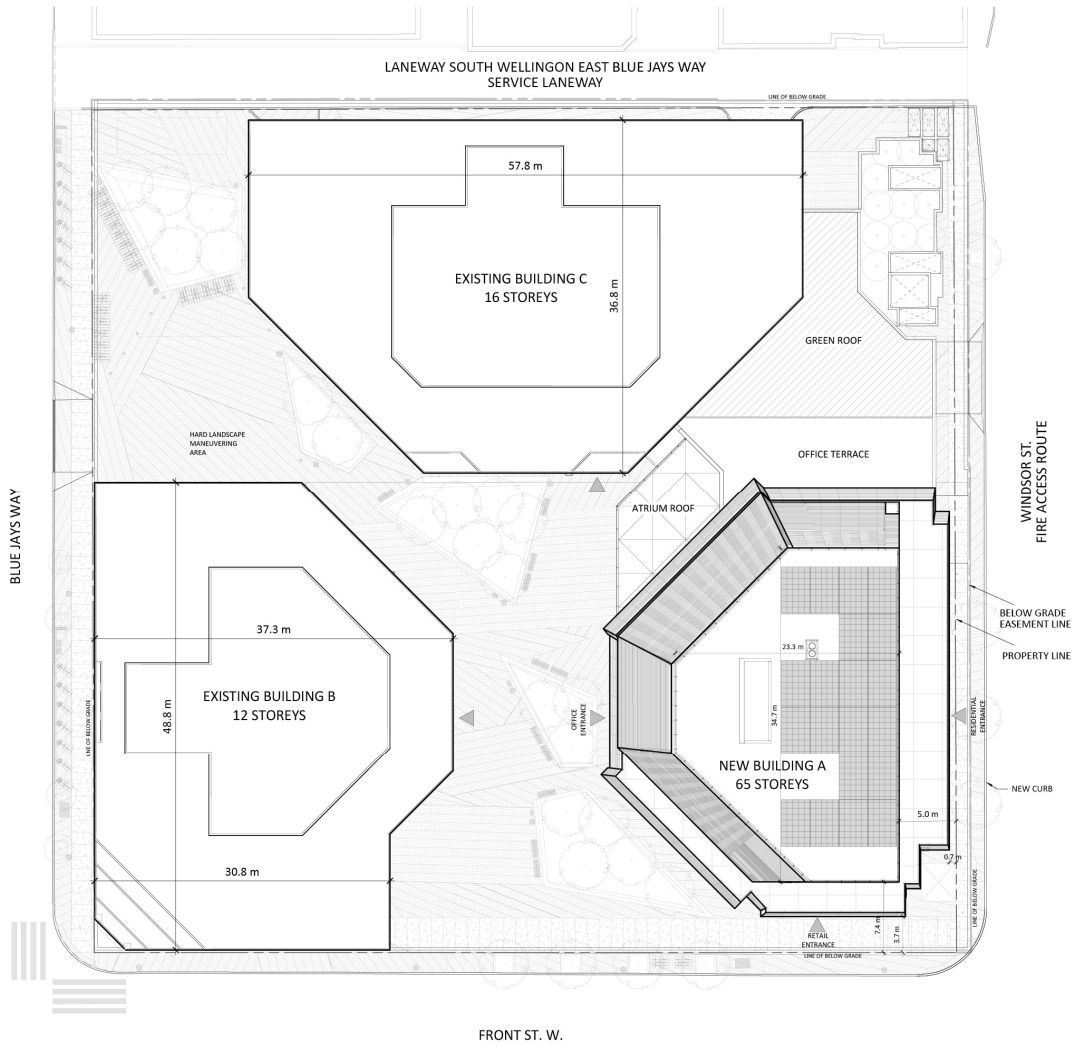 LANEWAY SOUTH WELLINGON EAST BLUE JAYS WAY
SERVICE LANEWAY
LINE OF BELOW GRADE
57.8 m
EXISTING BUILDING C
16 STOREYS
36.8 m
GREEN ROOF
HARD LANDSCAPE
MANEUVERING
AREA
OFFICE TERRACE
ATRIUM ROOF
WINDSOR ST.
FIRE ACCESS ROUTE
BLUE JAYS WAY
BELOW GRADE
EASEMENT LINE
PROPERTY LINE
37.3 m
23.3 m
EXISTING BUILDING B
12 STOREYS
48.8 m
LINE OF BELOW GRADE
OFFICE
ENTRANCE
34.7 m
RESIDENTIAL
ENTRANCE
NEW BUILDING A
65 STOREYS
NEW CURB
5.0 m
0.7 m
30.8 m
LINE OF BELOW GRADE
7.4 m
3.7 m
RETAIL
ENTRANCE
LINE OF BELOW GRADE
FRONT ST. W.